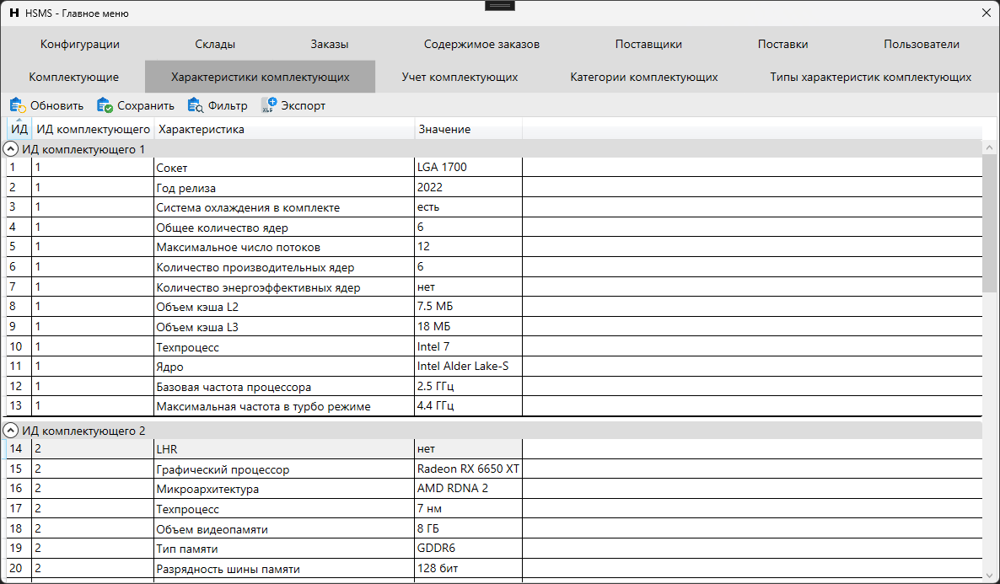 H HSMS - Главное меню
Конфигурации Склады Заказы Содержимое заказов Поставщики Поставки Пользователи
Комплектующие Характеристики комплектующих Учет комплектующих Категории комплектующих Типы характеристик комплектующих
Обновить Сохранить Фильтр XLS Экспорт
ИД ИД комплектующего Характеристика Значение
ИД комплектующего 1
1 1 Сокет LGA 1700
2 1 Год релиза 2022
3 1 Система охлаждения в комплекте есть
4 1 Общее количество ядер 6
5 1 Максимальное число потоков 12
6 1 Количество производительных ядер 6
7 1 Количество энергоэффективных ядер нет
8 1 Объем кэша L2 7.5 МБ
9 1 Объем кэша L3 18 МБ
10 1 Техпроцесс Intel 7
11 1 Ядро Intel Alder Lake-S
12 1 Базовая частота процессора 2.5 ГГц
13 1 Максимальная частота в турбо режиме 4.4 ГГц
ИД комплектующего 2
14 2 LHR нет
15 2 Графический процессор Radeon RX 6650 XT
16 2 Микроархитектура AMD RDNA 2
17 2 Техпроцесс 7 нм
18 2 Объем видеопамяти 8 ГБ
19 2 Тип памяти GDDR6
20 2 Разрядность шины памяти 128 бит